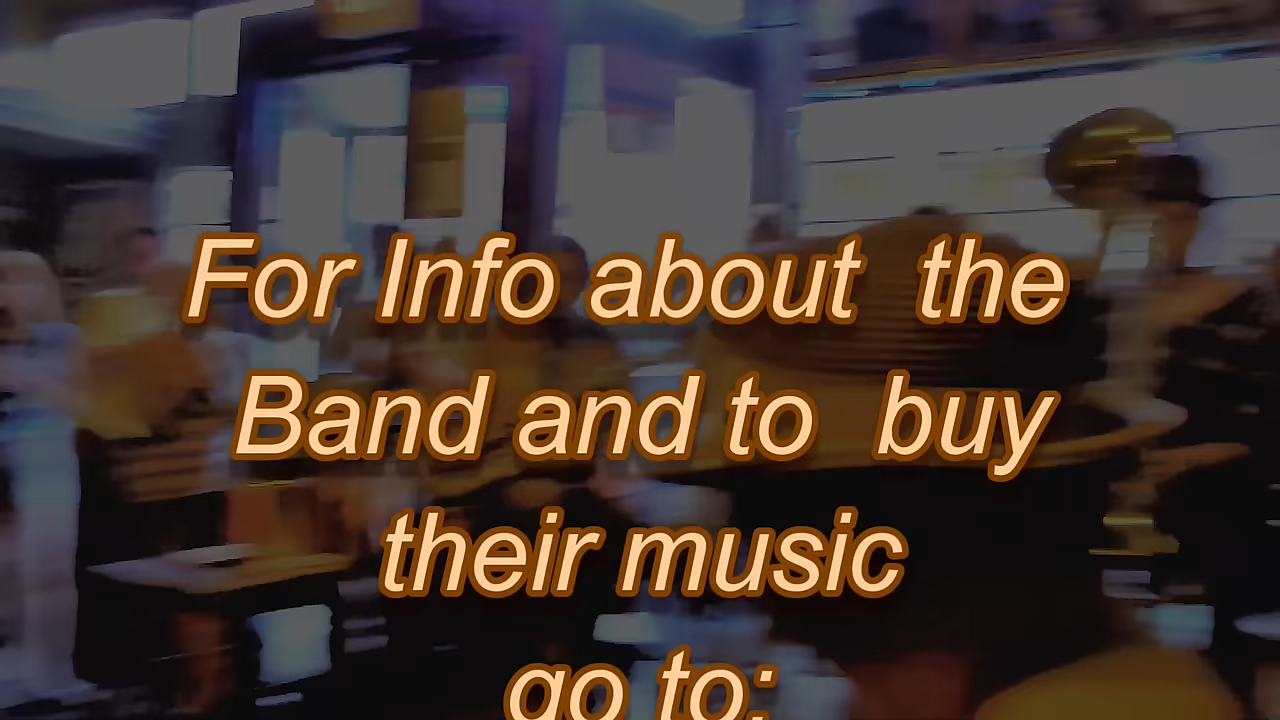 For Info about  the
Band and to  buy
their music
go to: